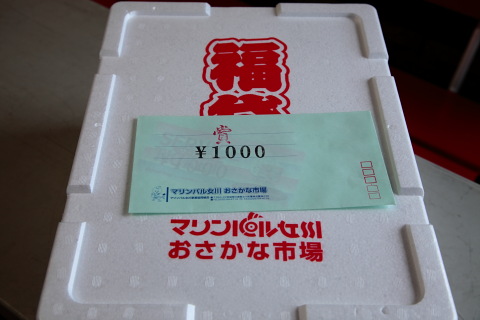 福袋
賞
¥1000
マリンパル女川 おさかな市場
マリンパル女川
おさかな市場